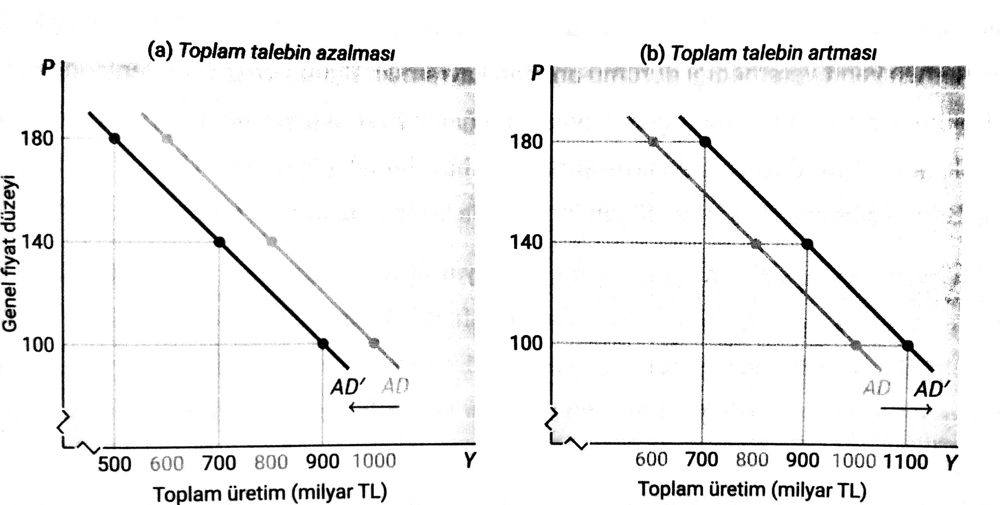 (a) Toplam talebin azalması
P
Genel fiyat düzeyi
180
140
100
AD′ AD
500 600 700 800 900 1000 Y
Toplam üretim (milyar TL)
(b) Toplam talebin artması
P
180
140
100
AD AD′
600 700 800 900 1000 1100 Y
Toplam üretim (milyar TL)